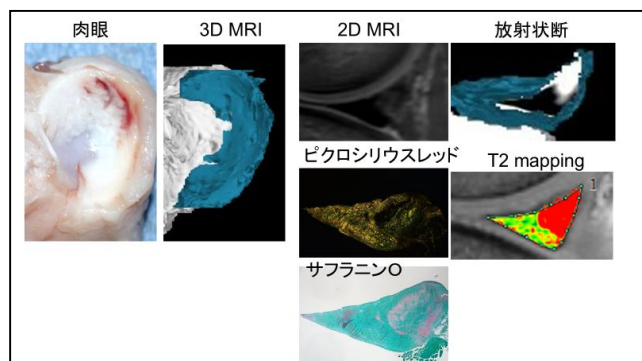 肉眼
3D MRI
2D MRI
放射状断
ピクロシリウスレッド
T2 mapping
1
サフラニンO